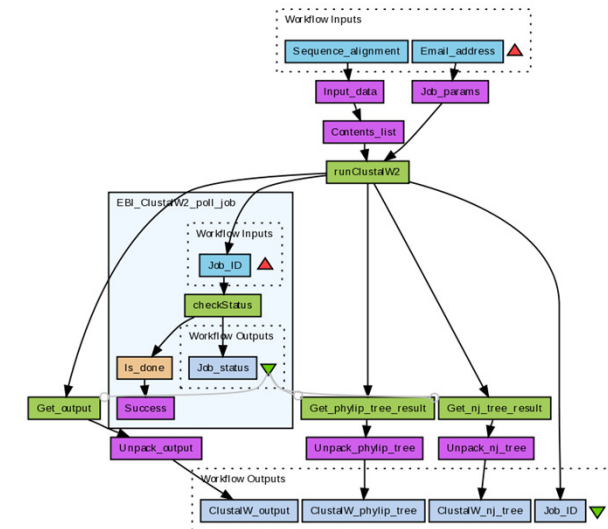 Workflow Inputs
Sequence_alignment
Email_address
Input_data
Job_params
Contents_list
runClustalW2
EBI_ClustalW2_poll_job
Workflow Inputs
Job_ID
checkStatus
Workflow Outputs
Is_done
Job_status
Get_output
Success
Get_phylip_tree_result
Get_nj_tree_result
Unpack_output
Unpack_phylip_tree
Unpack_nj_tree
Workflow Outputs
ClustalW_output
ClustalW_phylip_tree
ClustalW_nj_tree
Job_ID